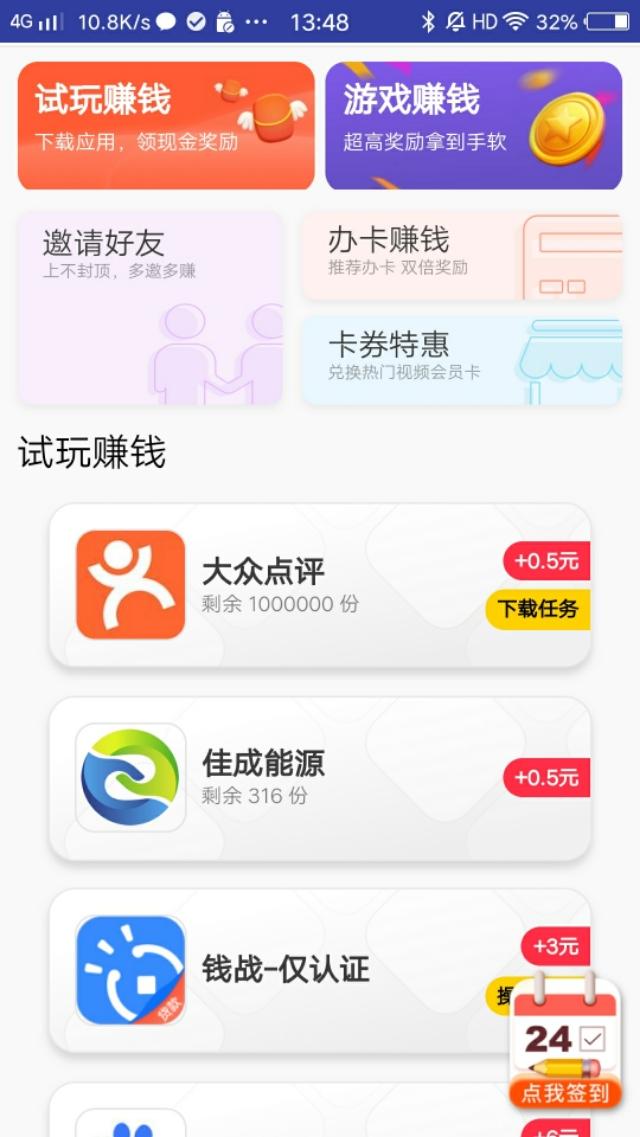 4G 10.8K/s ··· 13:48 HD 32%
试玩赚钱
下载应用，领现金奖励
游戏赚钱
超高奖励拿到手软
邀请好友
上不封顶，多邀多赚
办卡赚钱
推荐办卡 双倍奖励
卡券特惠
兑换热门视频会员卡
试玩赚钱
大众点评
剩余 1000000 份
+0.5元
下载任务
佳成能源
剩余 316 份
+0.5元
钱战-仅认证
贷款
+3元
24
点我签到